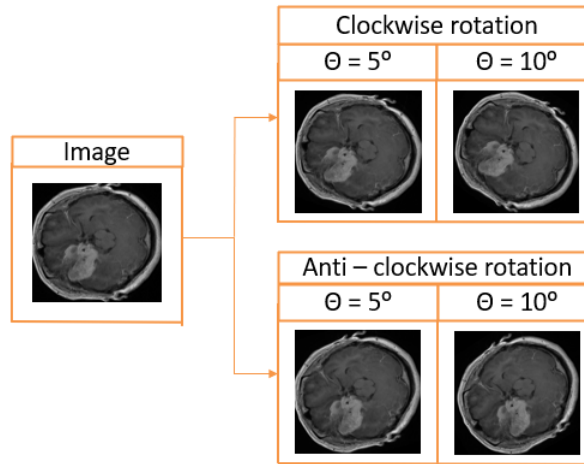 Clockwise rotation
Θ = 5º Θ = 10º
Image
Anti – clockwise rotation
Θ = 5º Θ = 10º